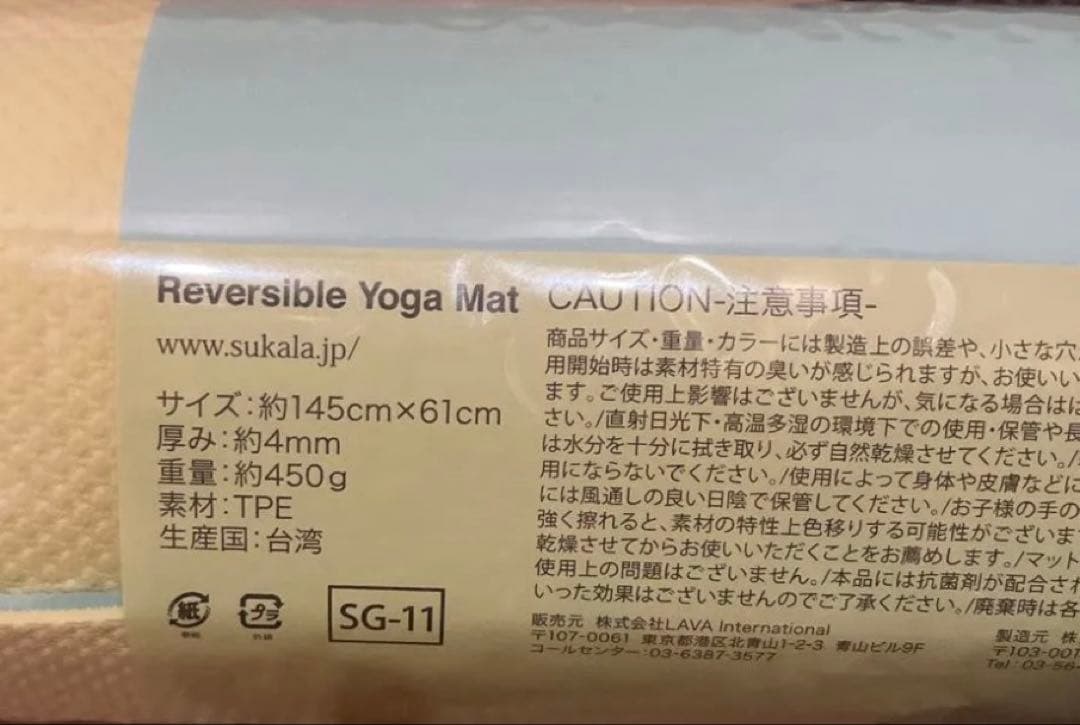 Reversible Yoga Mat
www.sukala.jp/
サイズ:約145cm×61cm
厚み:約4mm
重量:約450g
素材:TPE
生産国:台湾
紙
プラ
SG-11
CAUTION-注意事項-
商品サイズ・重量・カラーには製造上の誤差や、小さな穴
用開始時は素材特有の臭いが感じられますが、お使いい
ます。ご使用上影響はございませんが、気になる場合は
さい。/直射日光下・高温多湿の環境下での使用・保管や長
は水分を十分に拭き取り、必ず自然乾燥させてください。/
用にならないでください。/使用によって身体や皮膚などに
には風通しの良い日陰で保管してください。/お子様の手の
強く擦れると、素材の特性上色移りする可能性がございま
乾燥させてからお使いいただくことをお薦めします。/マット
使用上の問題はございません。/本品には抗菌剤が配合され
いった効果はございませんのでご了承ください。/廃棄時は各
販売元 株式会社LAVA International
〒107-0061 東京都港区北青山1-2-3 青山ビル9F
コールセンター:03-6387-3577
製造元 株
〒103-001
Tel:03-56